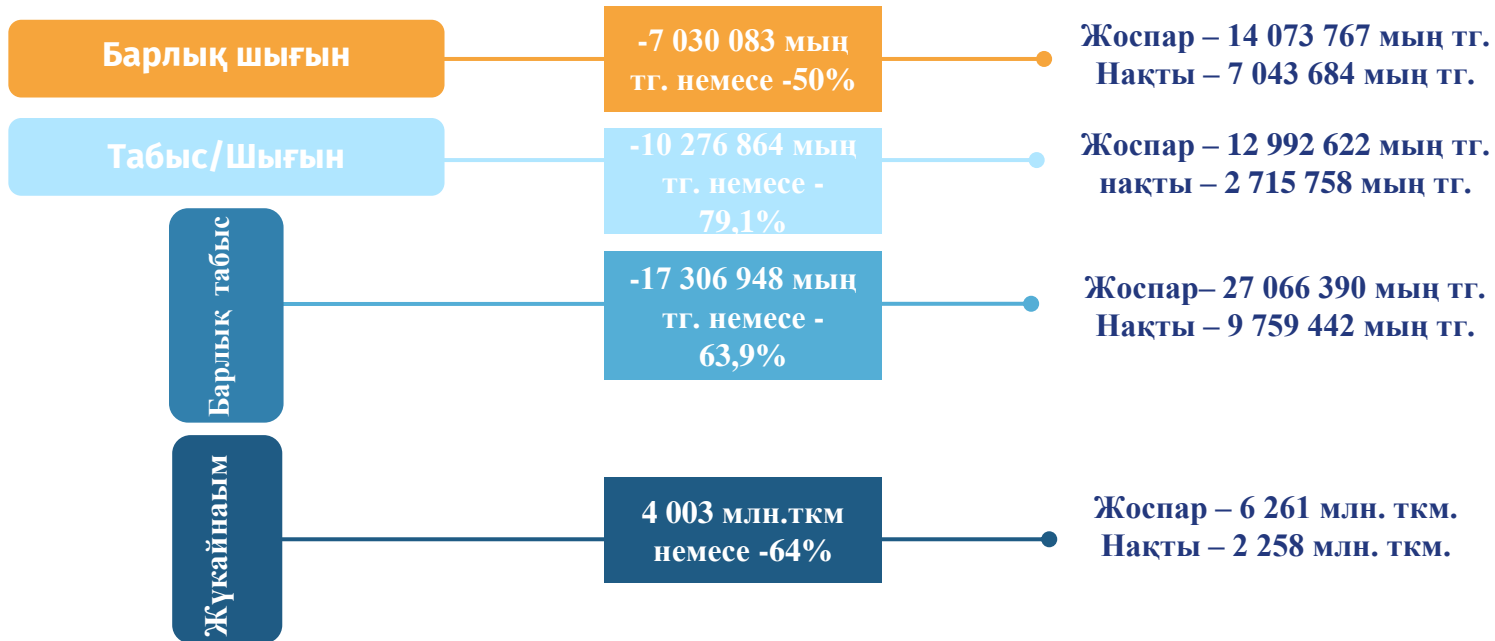 Барлық шығын
-7 030 083 мың
тг. немесе -50%
Жоспар – 14 073 767 мың тг.
Нақты – 7 043 684 мың тг.
Табыс/Шығын
-10 276 864 мың
тг. немесе -
79,1%
Жоспар – 12 992 622 мың тг.
нақты – 2 715 758 мың тг.
Барлық табыс
-17 306 948 мың
тг. немесе -
63,9%
Жоспар– 27 066 390 мың тг.
Нақты – 9 759 442 мың тг.
Жүкайнаым
4 003 млн.ткм
немесе -64%
Жоспар – 6 261 млн. ткм.
Нақты – 2 258 млн. ткм.